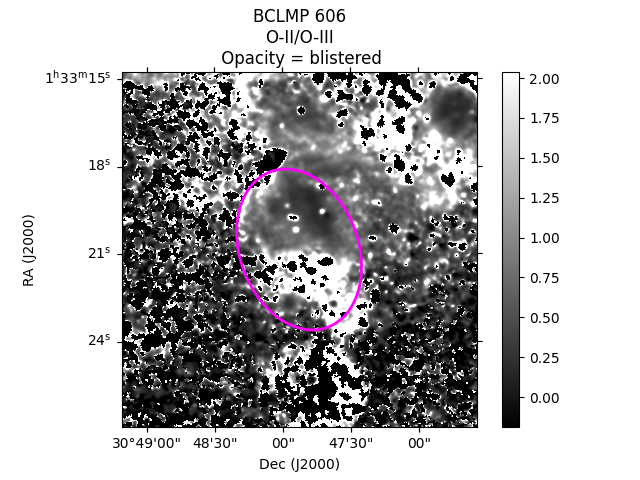 BCLMP 606
O-II/O-III
Opacity = blistered
1h33m15s
18s
21s
24s
RA (J2000)
30°49'00"
48'30"
00"
47'30"
00"
Dec (J2000)
2.00
1.75
1.50
1.25
1.00
0.75
0.50
0.25
0.00